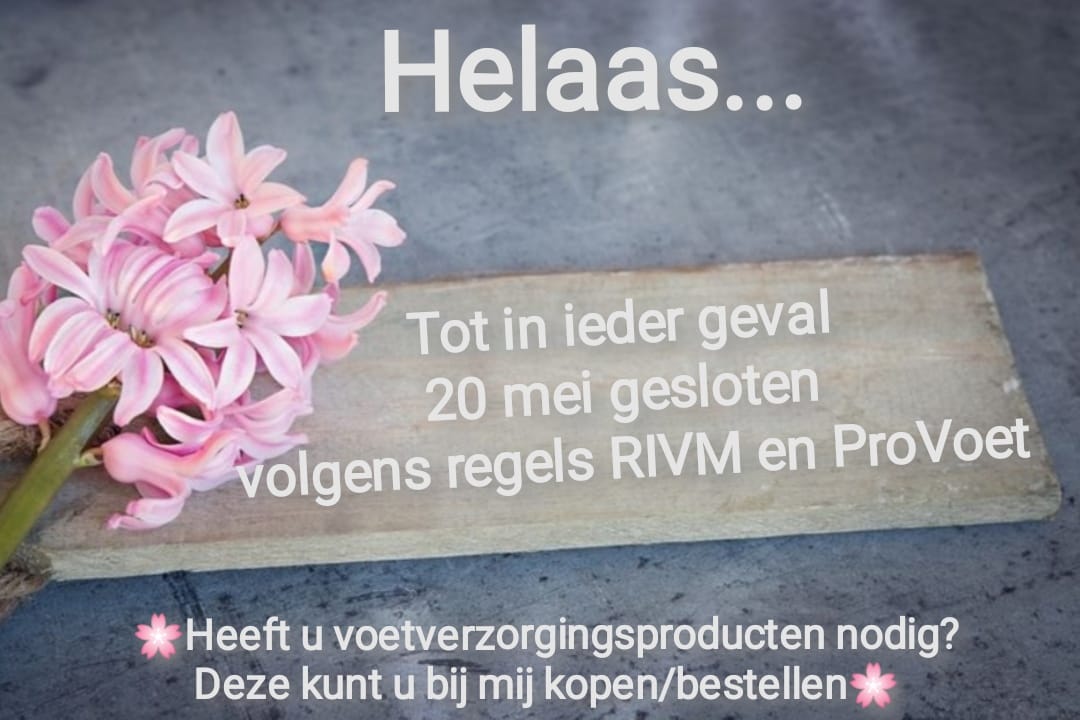 Helaas...
Tot in ieder geval
20 mei gesloten
volgens regels RIVM en ProVoet
🌸Heeft u voetverzorgingsproducten nodig?
Deze kunt u bij mij kopen/bestellen🌸